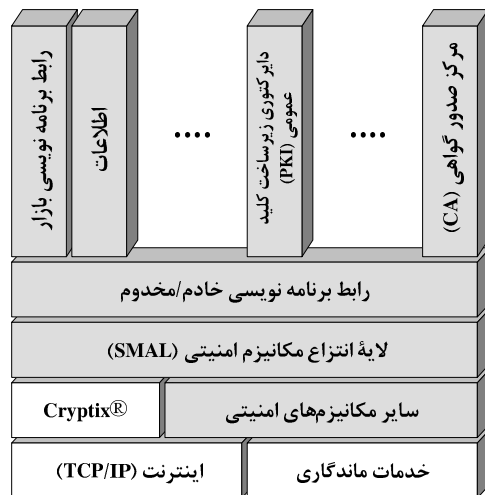 مرکز صدور گواهی (CA)
دایرکتوری زیرساخت کلید
عمومی (PKI)
اطلاعات
رابط برنامه نویسی بازار
....
....
رابط برنامه نویسی خادم/مخدوم
لایهٔ انتزاع مکانیزم امنیتی (SMAL)
سایر مکانیزم‌های امنیتی
Cryptix®
خدمات ماندگاری
اینترنت (TCP/IP)